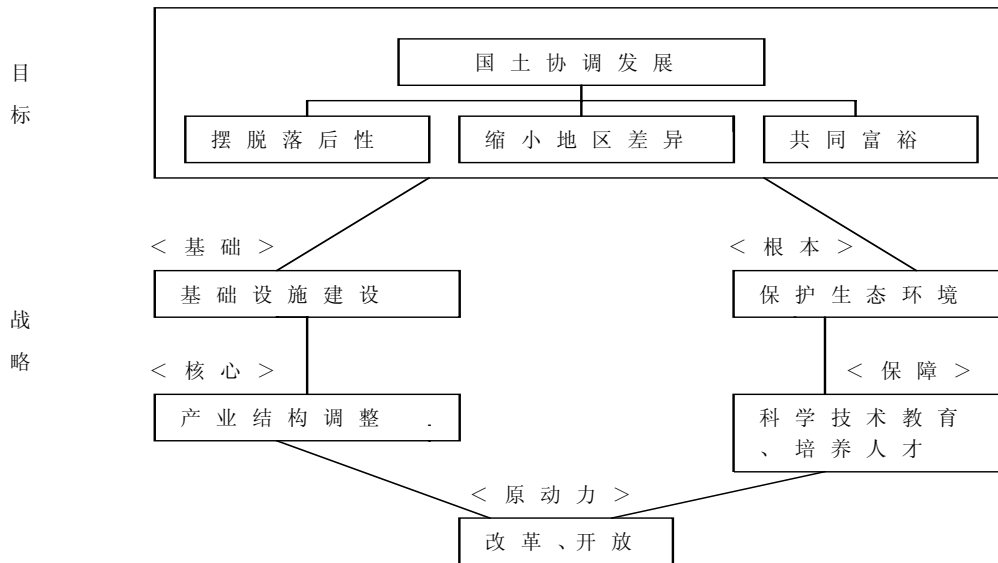 目
标
国土协调发展
摆脱落后性
缩小地区差异
共同富裕
<基础>
<根本>
基础设施建设
保护生态环境
战
略
<核心>
<保障>
产业结构调整
科学技术教育
、培养人才
<原动力>
改革、开放